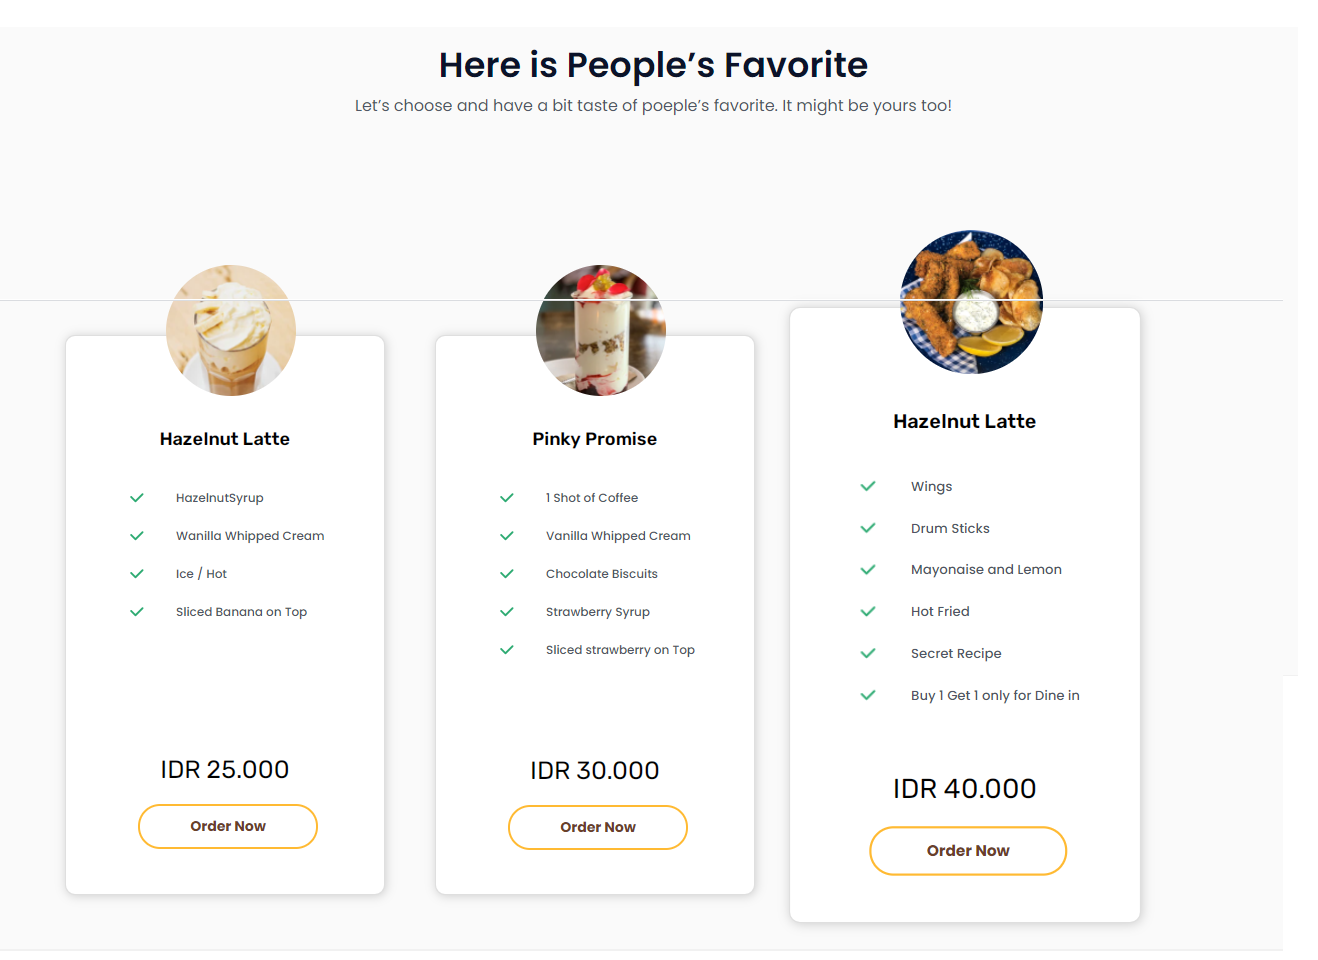 Here is People’s Favorite
Let’s choose and have a bit taste of poeple’s favorite. It might be yours too!
Hazelnut Latte
HazelnutSyrup
Wanilla Whipped Cream
Ice / Hot
Sliced Banana on Top
IDR 25.000
Order Now
Pinky Promise
1 Shot of Coffee
Vanilla Whipped Cream
Chocolate Biscuits
Strawberry Syrup
Sliced strawberry on Top
IDR 30.000
Order Now
Hazelnut Latte
Wings
Drum Sticks
Mayonaise and Lemon
Hot Fried
Secret Recipe
Buy 1 Get 1 only for Dine in
IDR 40.000
Order Now